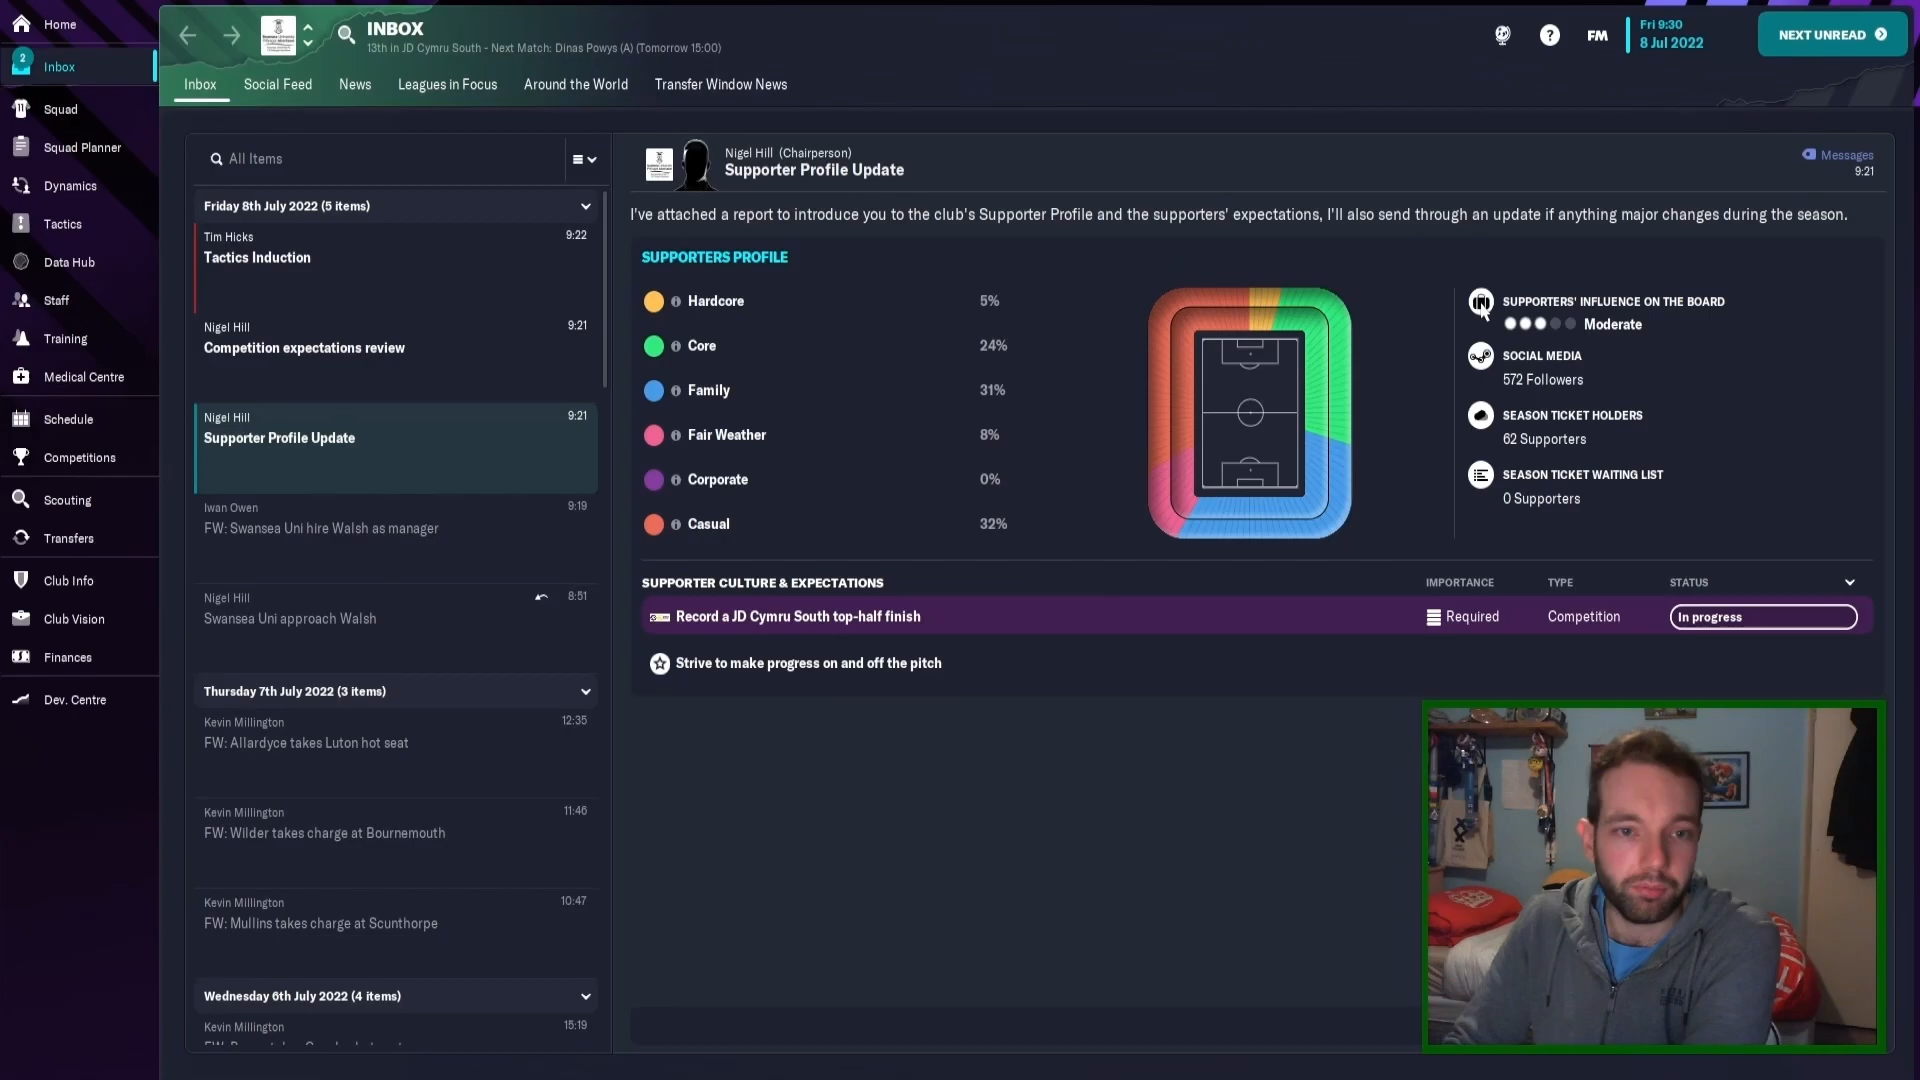 Home
2
Inbox
Squad
Squad Planner
Dynamics
Tactics
Data Hub
Staff
Training
Medical Centre
Schedule
Competitions
Scouting
Transfers
Club Info
Club Vision
Finances
Dev. Centre
INBOX
13th in JD Cymru South - Next Match: Dinas Powys (A) (Tomorrow 15:00)
FM
Fri 9:30
8 Jul 2022
NEXT UNREAD
Inbox Social Feed News Leagues in Focus Around the World Transfer Window News
All Items
Friday 8th July 2022 (5 items)
Tim Hicks 9:22
Tactics Induction
Nigel Hill 9:21
Competition expectations review
Nigel Hill 9:21
Supporter Profile Update
Iwan Owen 9:19
FW: Swansea Uni hire Walsh as manager
Nigel Hill 8:51
Swansea Uni approach Walsh
Thursday 7th July 2022 (3 items)
Kevin Millington 12:35
FW: Allardyce takes Luton hot seat
Kevin Millington 11:46
FW: Wilder takes charge at Bournemouth
Kevin Millington 10:47
FW: Mullins takes charge at Scunthorpe
Wednesday 6th July 2022 (4 items)
Kevin Millington 15:19
Nigel Hill (Chairperson)
Supporter Profile Update
Messages
9:21
I've attached a report to introduce you to the club's Supporter Profile and the supporters' expectations, I'll also send through an update if anything major changes during the season.
SUPPORTERS PROFILE
Hardcore 5%
Core 24%
Family 31%
Fair Weather 8%
Corporate 0%
Casual 32%
SUPPORTERS' INFLUENCE ON THE BOARD
Moderate
SOCIAL MEDIA
572 Followers
SEASON TICKET HOLDERS
62 Supporters
SEASON TICKET WAITING LIST
0 Supporters
SUPPORTER CULTURE & EXPECTATIONS IMPORTANCE TYPE STATUS
Record a JD Cymru South top-half finish Required Competition In progress
Strive to make progress on and off the pitch